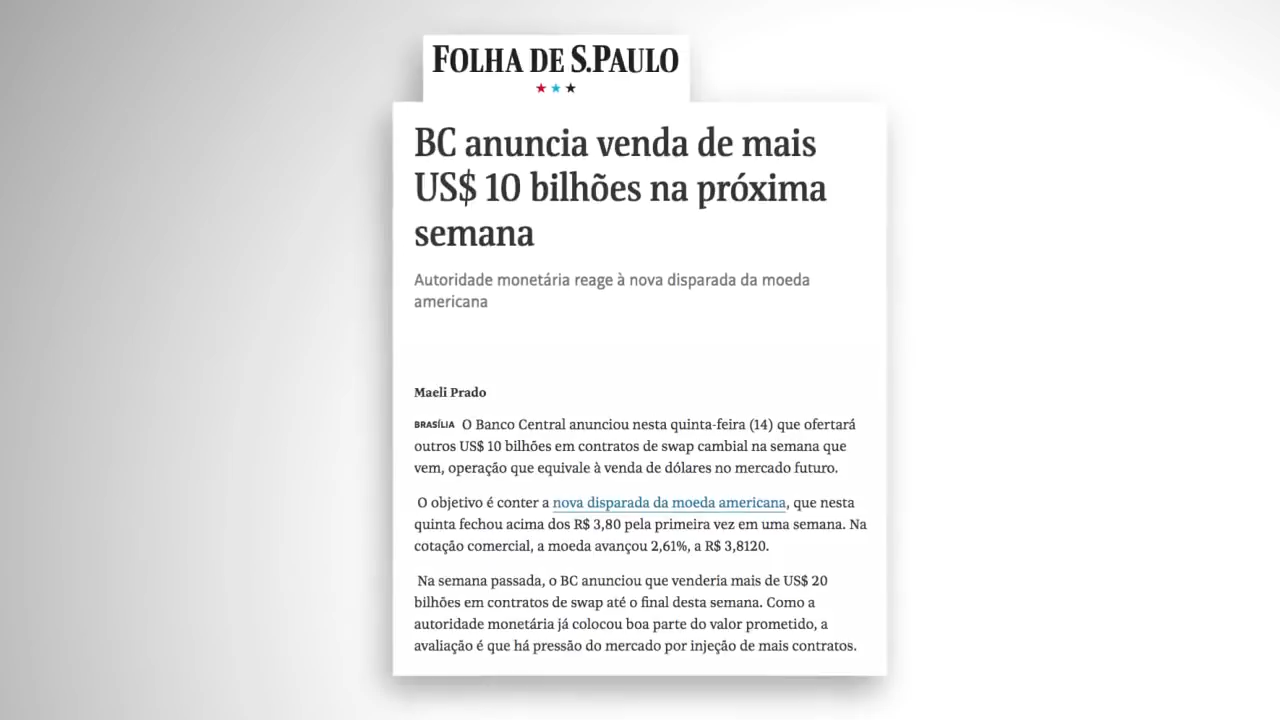 FOLHA DE S.PAULO
BC anuncia venda de mais
US$ 10 bilhões na próxima
semana
Autoridade monetária reage à nova disparada da moeda
americana
Maeli Prado
BRASÍLIA O Banco Central anunciou nesta quinta-feira (14) que ofertará
outros US$ 10 bilhões em contratos de swap cambial na semana que
vem, operação que equivale à venda de dólares no mercado futuro.
O objetivo é conter a nova disparada da moeda americana, que nesta
quinta fechou acima dos R$ 3,80 pela primeira vez em uma semana. Na
cotação comercial, a moeda avançou 2,61%, a R$ 3,8120.
Na semana passada, o BC anunciou que venderia mais de US$ 20
bilhões em contratos de swap até o final desta semana. Como a
autoridade monetária já colocou boa parte do valor prometido, a
avaliação é que há pressão do mercado por injeção de mais contratos.